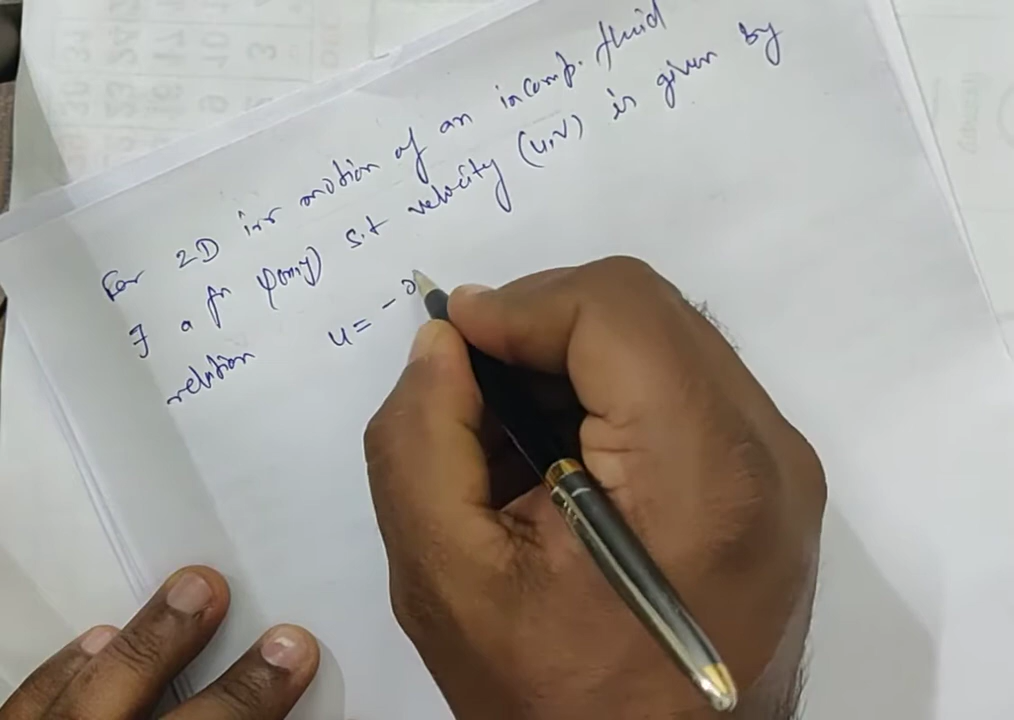 For 2D irr motion of an incomp. fluid
∃ a fn φ(x,y) s.t velocity (u,v) is given by
relation u = - ∂